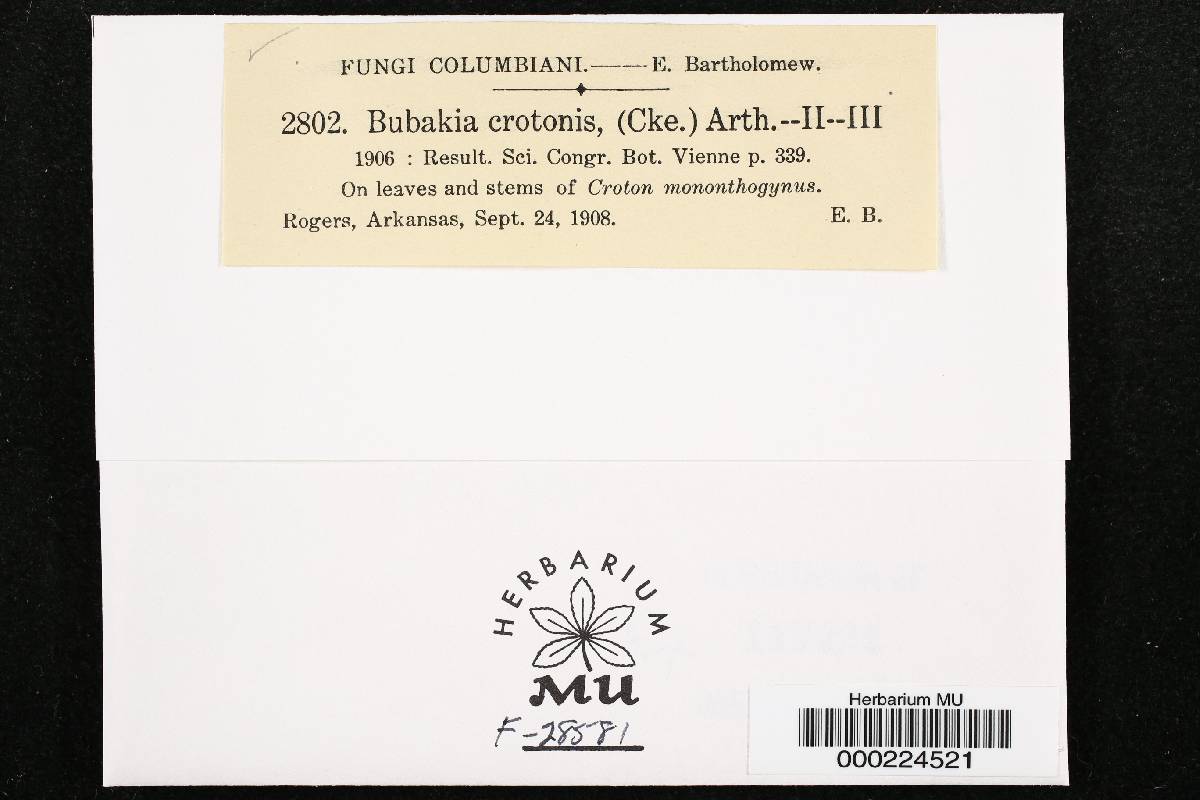 FUNGI COLUMBIANI.——E. Bartholomew.
2802. Bubakia crotonis, (Cke.) Arth.--II--III
1906 : Result. Sci. Congr. Bot. Vienne p. 339.
On leaves and stems of Croton mononthogynus.
Rogers, Arkansas, Sept. 24, 1908. E. B.
HERBARIUM
MU
F-28581
Herbarium MU
000224521